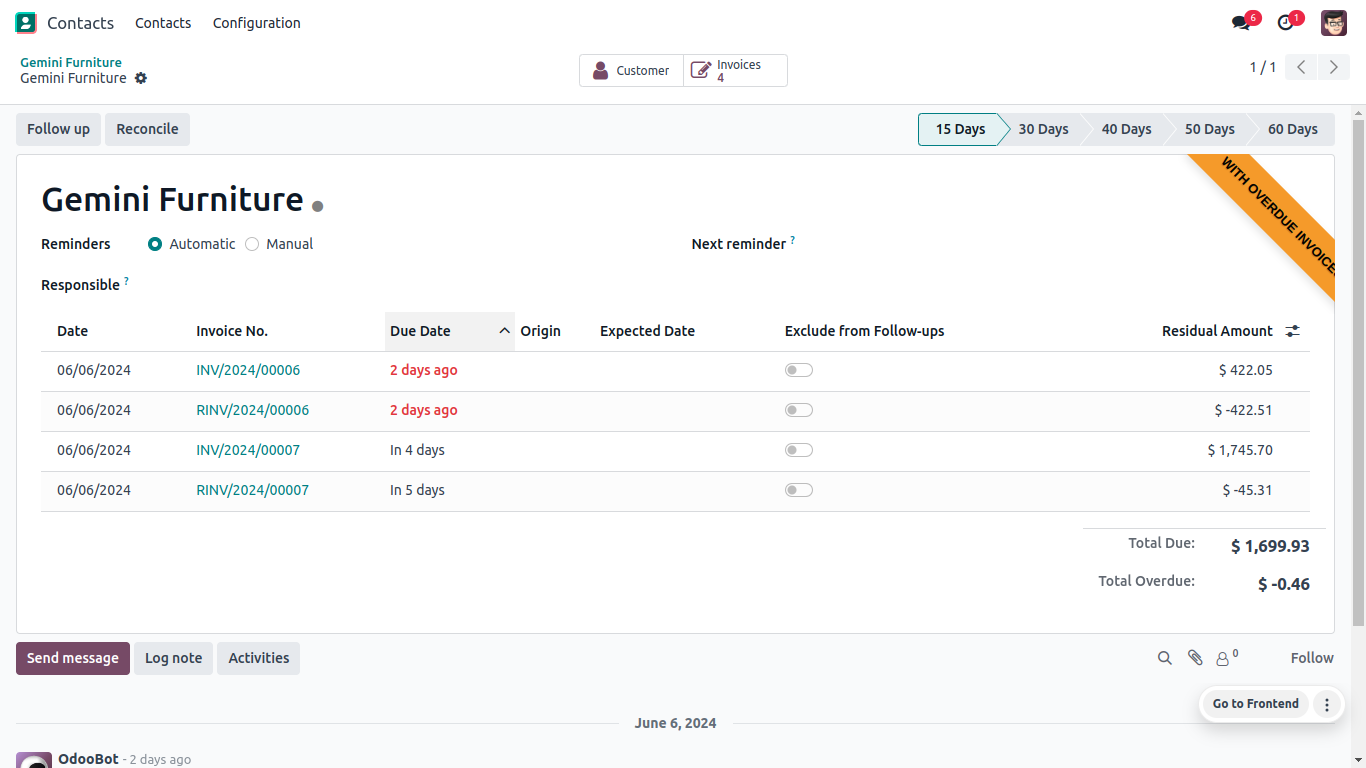 Contacts Contacts Configuration 6 1
Gemini Furniture
Gemini Furniture
Customer
Invoices
4
1 / 1
Follow up Reconcile 15 Days 30 Days 40 Days 50 Days 60 Days
WITH OVERDUE INVOICE
Gemini Furniture
Reminders Automatic Manual Next reminder ?
Responsible ?
Date Invoice No. Due Date Origin Expected Date Exclude from Follow-ups Residual Amount
06/06/2024 INV/2024/00006 2 days ago $ 422.05
06/06/2024 RINV/2024/00006 2 days ago $ -422.51
06/06/2024 INV/2024/00007 In 4 days $ 1,745.70
06/06/2024 RINV/2024/00007 In 5 days $ -45.31
Total Due: $ 1,699.93
Total Overdue: $ -0.46
Send message Log note Activities 0 Follow
Go to Frontend
June 6, 2024
OdooBot - 2 days ago